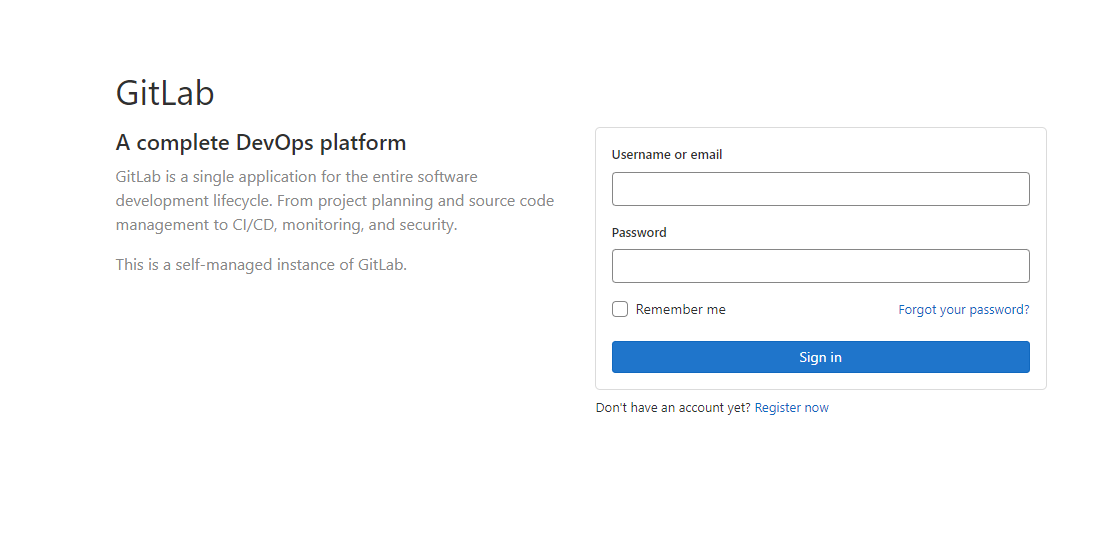 GitLab
A complete DevOps platform
GitLab is a single application for the entire software
development lifecycle. From project planning and source code
management to CI/CD, monitoring, and security.
This is a self-managed instance of GitLab.
Username or email
Password
Remember me
Forgot your password?
Sign in
Don't have an account yet? Register now